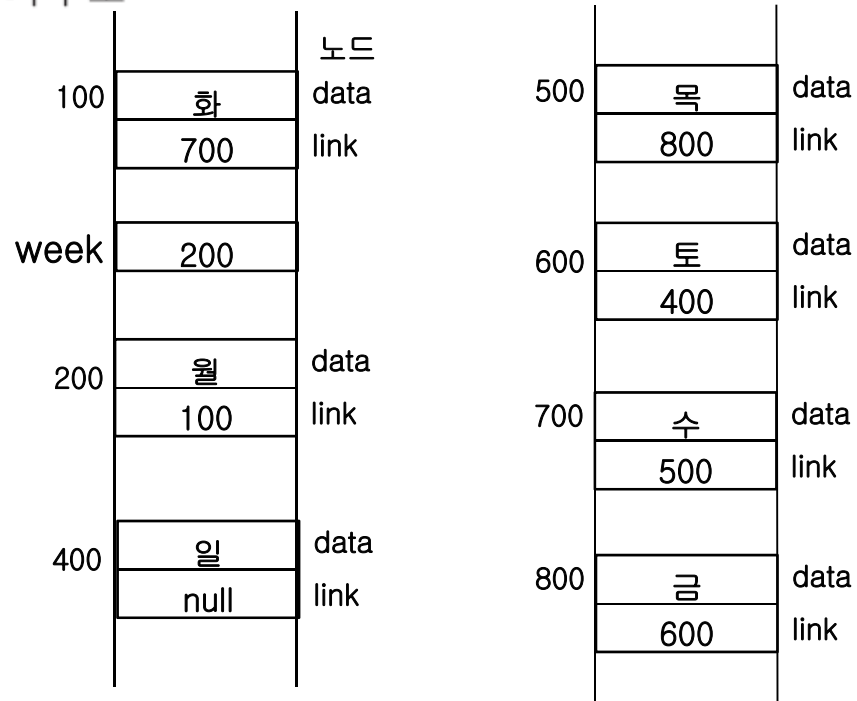 노드
100 화 data
700 link
week 200
200 월 data
100 link
400 일 data
null link
500 목 data
800 link
600 토 data
400 link
700 수 data
500 link
800 금 data
600 link